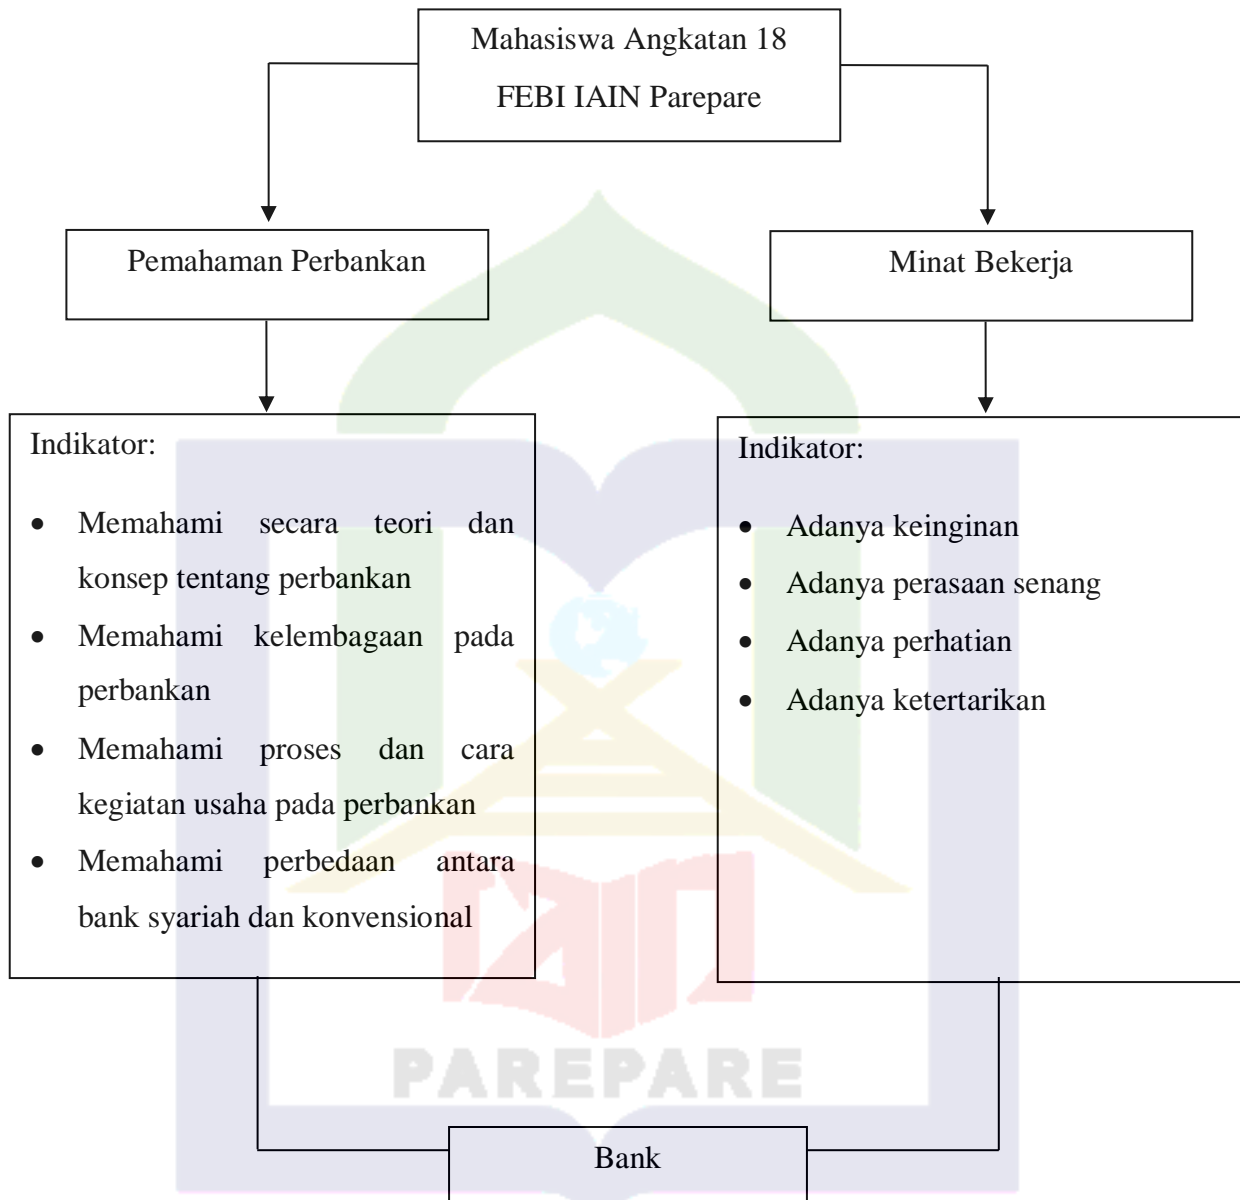 Mahasiswa Angkatan 18
FEBI IAIN Parepare
Pemahaman Perbankan
Minat Bekerja
Indikator:
• Memahami secara teori dan
konsep tentang perbankan
• Memahami kelembagaan pada
perbankan
• Memahami proses dan cara
kegiatan usaha pada perbankan
• Memahami perbedaan antara
bank syariah dan konvensional
Indikator:
• Adanya keinginan
• Adanya perasaan senang
• Adanya perhatian
• Adanya ketertarikan
PAREPARE
Bank